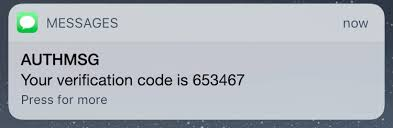 MESSAGES now
AUTHMSG
Your verification code is 653467
Press for more